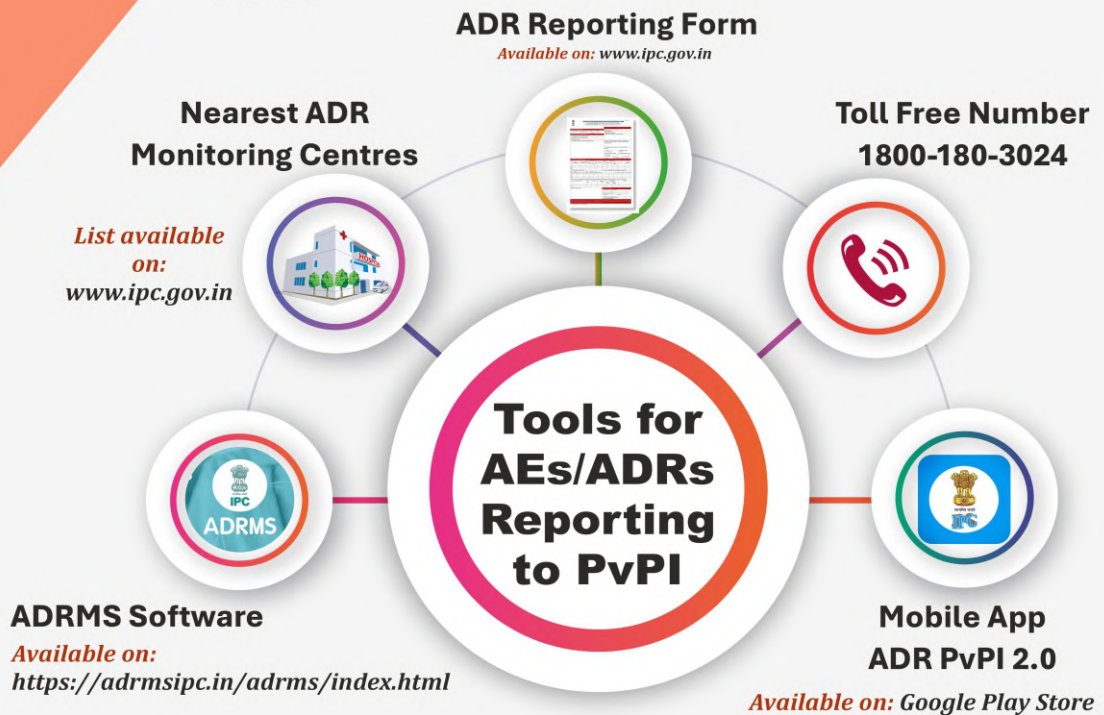 ADR Reporting Form
Available on: www.ipc.gov.in
Nearest ADR
Monitoring Centres
List available
on:
www.ipc.gov.in
HOSPITAL
Toll Free Number
1800-180-3024
Tools for
AEs/ADRs
Reporting
to PvPI
IPC
ADRMS
IPC
ADRMS Software
Available on:
https://adrmsipc.in/adrms/index.html
Mobile App
ADR PvPI 2.0
Available on: Google Play Store